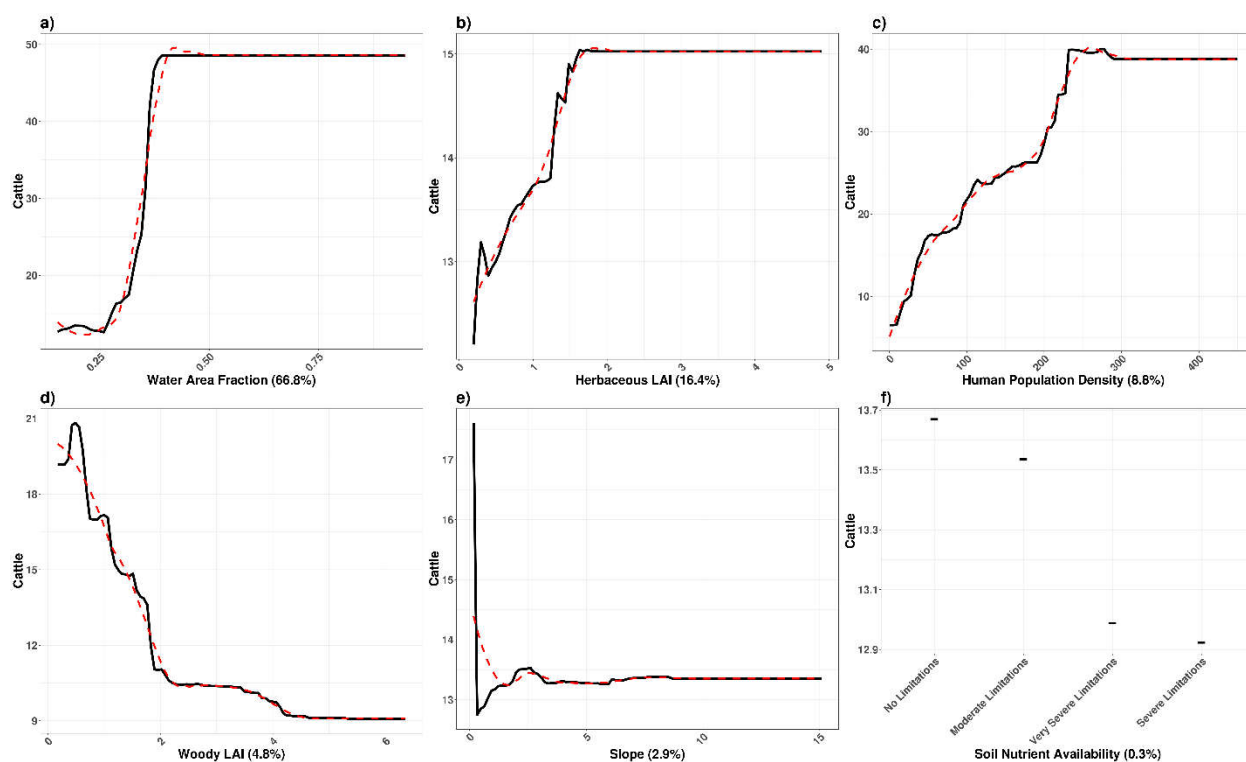 a)
Cattle
50
40
30
20
0.25
0.50
0.75
Water Area Fraction (66.8%)
b)
Cattle
15
14
13
0
1
2
3
4
5
Herbaceous LAI (16.4%)
c)
Cattle
40
30
20
10
0
100
200
300
400
Human Population Density (8.8%)
d)
Cattle
21
18
15
12
9
0
2
4
6
Woody LAI (4.8%)
e)
Cattle
17
16
15
14
13
0
5
10
15
Slope (2.9%)
f)
Cattle
13.7
13.5
13.3
13.1
12.9
No Limitations
Moderate Limitations
Very Severe Limitations
Severe Limitations
Soil Nutrient Availability (0.3%)